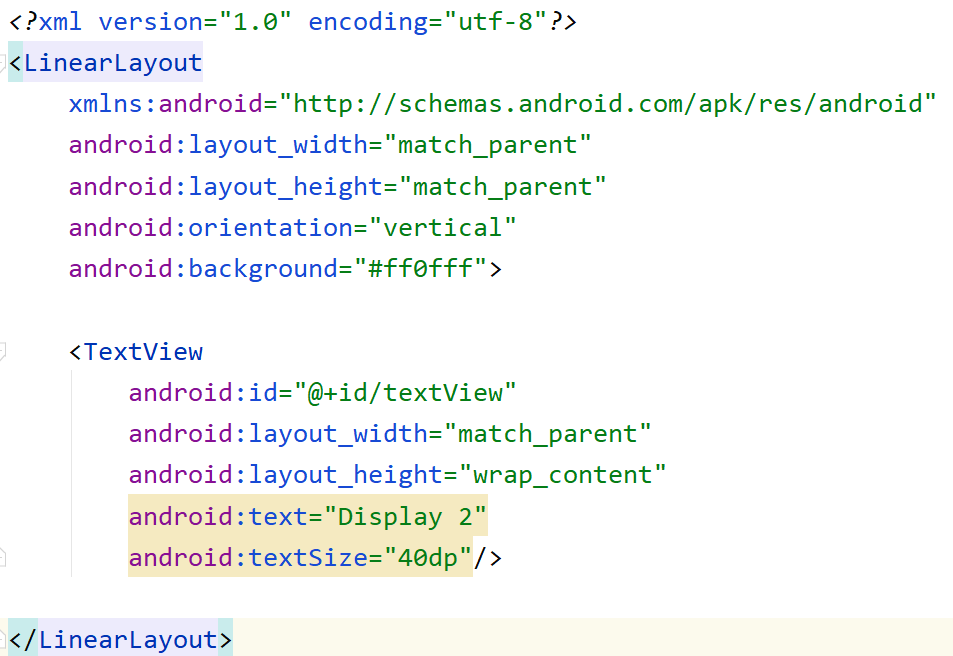 <?xml version="1.0" encoding="utf-8"?>
<LinearLayout
    xmlns:android="http://schemas.android.com/apk/res/android"
    android:layout_width="match_parent"
    android:layout_height="match_parent"
    android:orientation="vertical"
    android:background="#ff0fff">

    <TextView
        android:id="@+id/textView"
        android:layout_width="match_parent"
        android:layout_height="wrap_content"
        android:text="Display 2"
        android:textSize="40dp"/>

</LinearLayout>